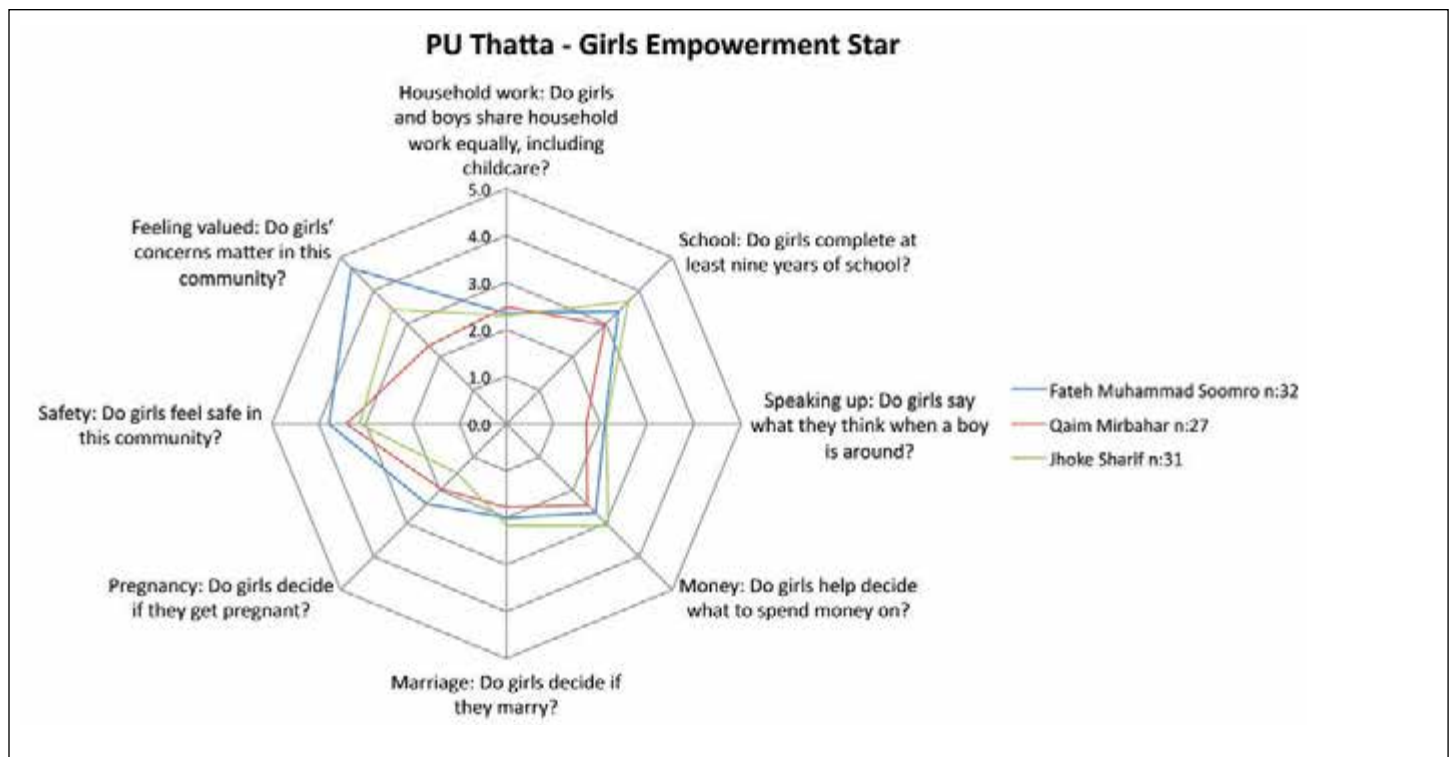 PU Thatta - Girls Empowerment Star
Household work: Do girls
and boys share household
work equally, including
childcare?
5.0
4.0
3.0
2.0
1.0
0.0
School: Do girls complete at
least nine years of school?
Speaking up: Do girls say
what they think when a boy
is around?
Money: Do girls help decide
what to spend money on?
Marriage: Do girls decide if
they marry?
Pregnancy: Do girls decide
if they get pregnant?
Safety: Do girls feel safe in
this community?
Feeling valued: Do girls'
concerns matter in this
community?
Fateh Muhammad Soomro n:32
Qaim Mirbahar n:27
Jhoke Sharif n:31